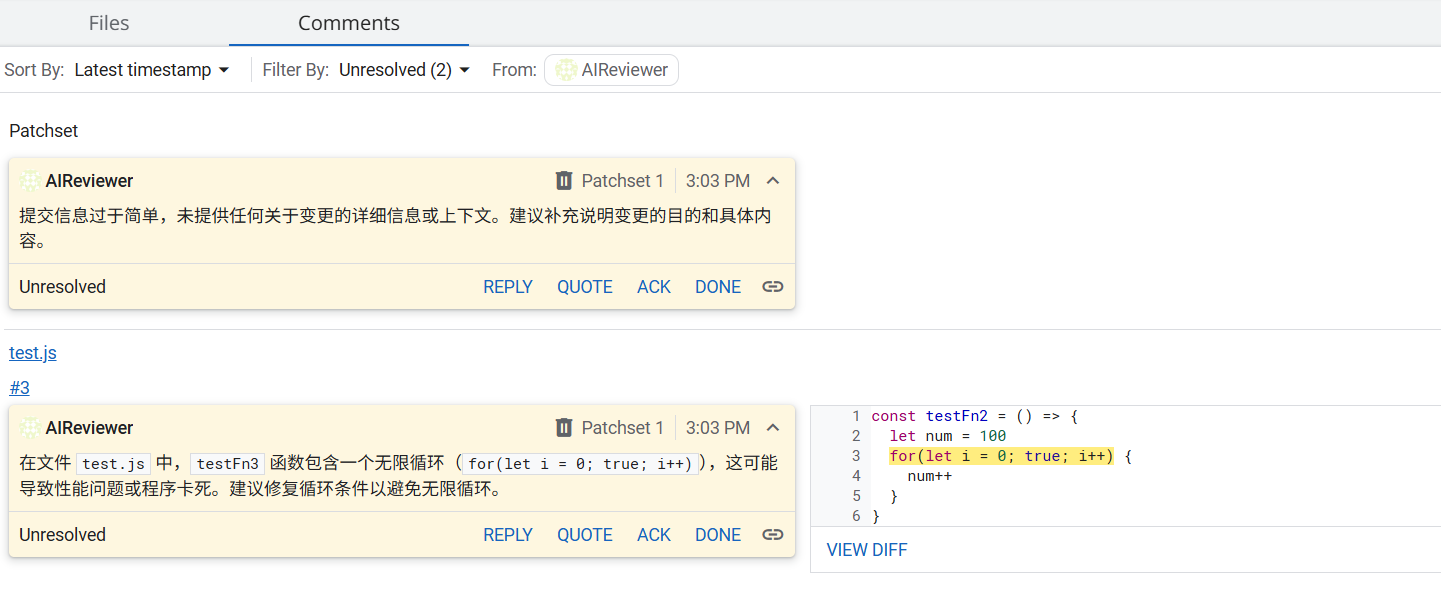 Files Comments
Sort By: Latest timestamp Filter By: Unresolved (2) From: AIReviewer
Patchset
AIReviewer Patchset 1 3:03 PM
提交信息过于简单，未提供任何关于变更的详细信息或上下文。建议补充说明变更的目的和具体内
容。
Unresolved REPLY QUOTE ACK DONE
test.js
#3
AIReviewer Patchset 1 3:03 PM
在文件 test.js 中，testFn3 函数包含一个无限循环（for(let i = 0; true; i++)），这可能
导致性能问题或程序卡死。建议修复循环条件以避免无限循环。
Unresolved REPLY QUOTE ACK DONE
1 const testFn2 = () => {
2 let num = 100
3 for(let i = 0; true; i++) {
4 num++
5 }
6 }
VIEW DIFF